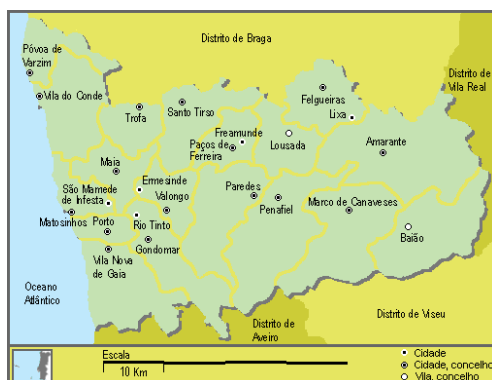 Distrito de Braga
Póvoa de
Varzim
Distrito de
Vila Real
Vila do Conde
Trofa
Santo Tirso
Felgueiras
Lixa
Freamunde
Paços de
Ferreira
Lousada
Amarante
Maia
Ermesinde
Valongo
São Mamede
de Infesta
Paredes
Penafiel
Marco de Canaveses
Matosinhos
Porto
Rio Tinto
Gondomar
Baião
Vila Nova
de Gaia
Oceano
Atlântico
Distrito de
Aveiro
Distrito de Viseu
Escala
10 Km
Cidade
Cidade, concelho
Vila, concelho